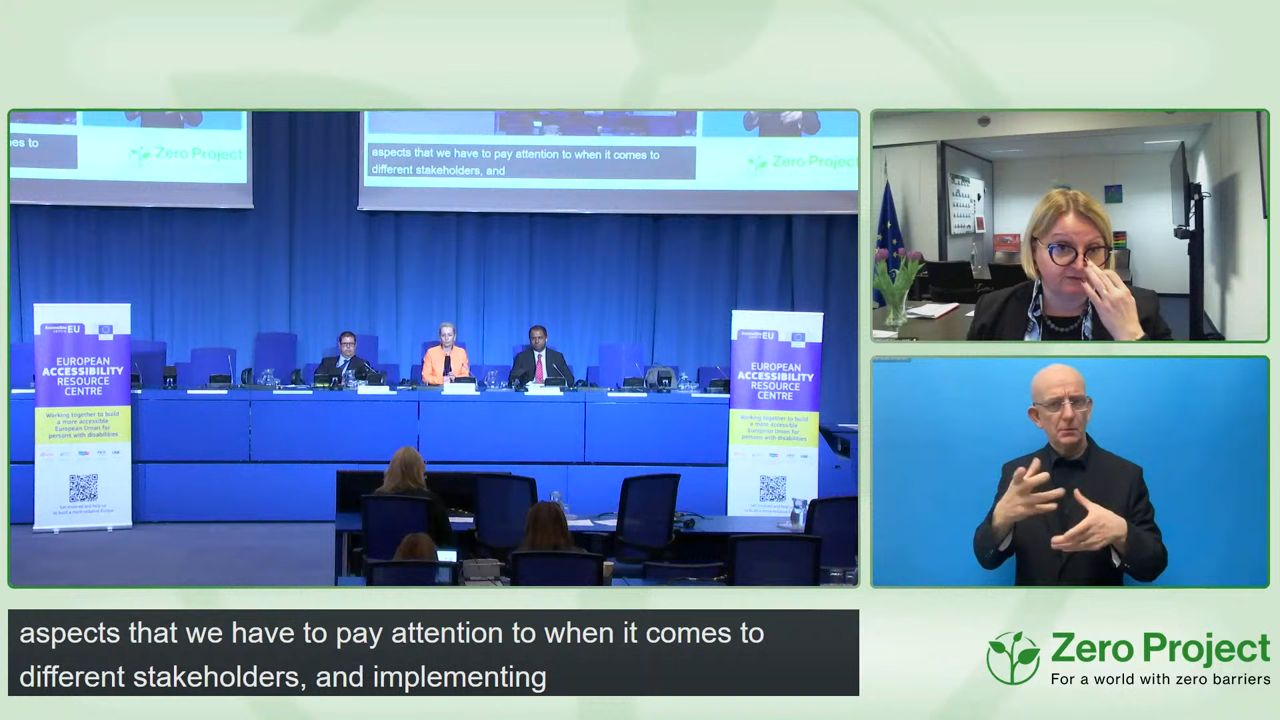 es to
Zero Project
aspects that we have to pay attention to when it comes to
different stakeholders, and
Zero Project
EU
EUROPEAN
ACCESSIBILITY
RESOURCE
CENTRE
Working together to build
a more accessible
European Union for
persons with disabilities
EU
EUROPEAN
ACCESSIBILITY
RESOURCE
CENTRE
Working together to build
a more accessible
European Union for
persons with disabilities
aspects that we have to pay attention to when it comes to
different stakeholders, and implementing
Zero Project
For a world with zero barriers